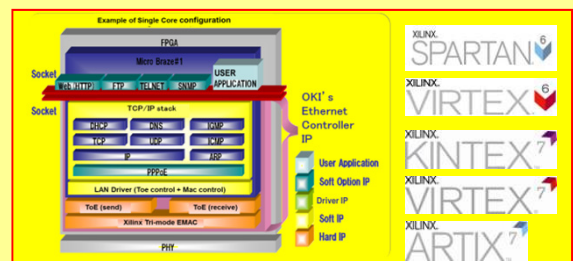 Example of Single Core configuration
FPGA
Micro Braze#1
Socket
Web(HTTP) FTP TELNET SNMP
USER
APPLICATION
Socket
TCP/IP stack
DHCP DNS IGMP
TCP UDP ICMP
IP ARP
PPPoE
LAN Driver (Toe control + Mac control)
ToE (send) ToE (receive)
Xilinx Tri-mode EMAC
PHY
OKI's
Ethernet
Controller
IP
User Application
Soft Option IP
Driver IP
Soft IP
Hard IP
XILINX
SPARTAN 6
XILINX
VIRTEX 6
XILINX
KINTEX 7
XILINX
VIRTEX 7
XILINX
ARTIX 7